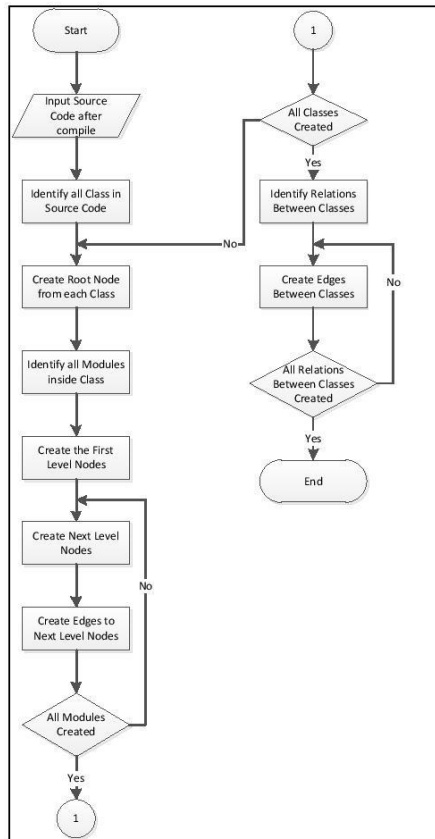 Start
Input Source
Code after
compile
Identify all Class in
Source Code
Create Root Node
from each Class
Identify all Modules
inside Class
Create the First
Level Nodes
Create Next Level
Nodes
No
Create Edges to
Next Level Nodes
All Modules
Created
Yes
1
1
All Classes
Created
Yes
No
Identify Relations
Between Classes
Create Edges
Between Classes
No
All Relations
Between Classes
Created
Yes
End